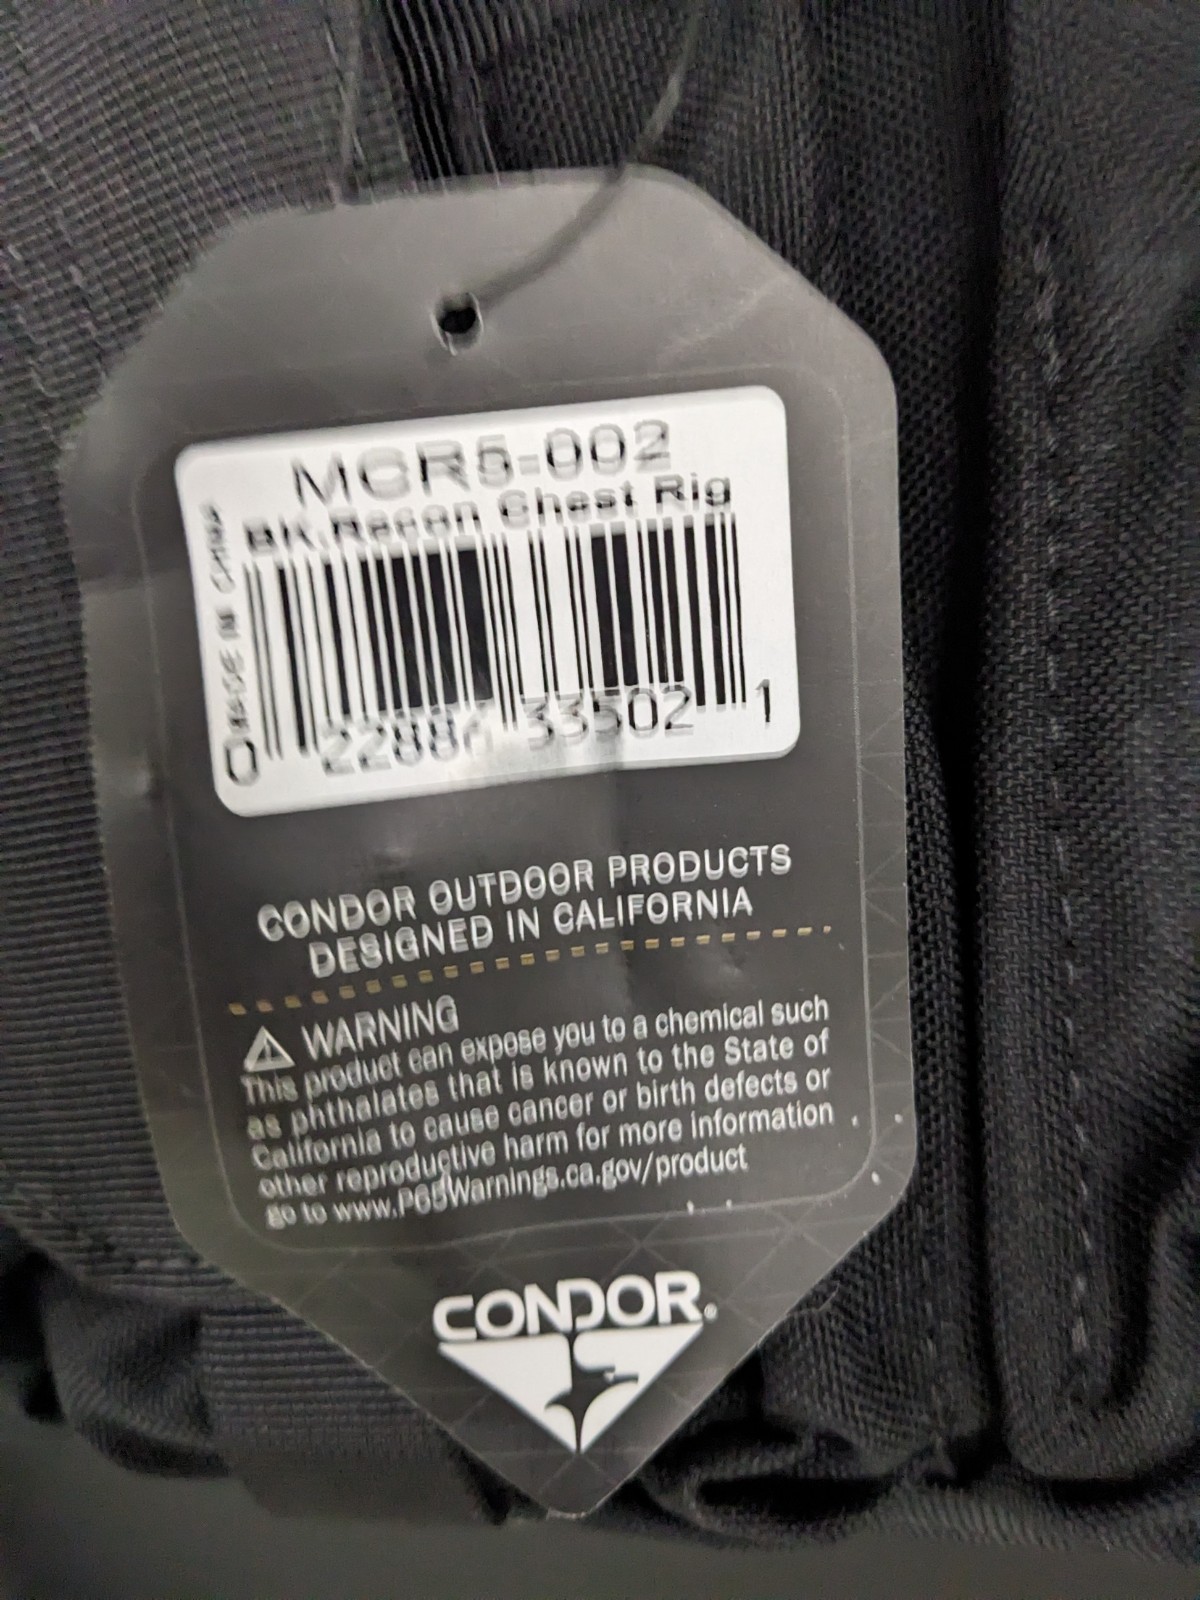 MCR5-002
BK,Recon Chest Rig
MADE IN CHINA
0 22886 33502 1
CONDOR OUTDOOR PRODUCTS
DESIGNED IN CALIFORNIA
WARNING
This product can expose you to a chemical such
as phthalates that is known to the State of
California to cause cancer or birth defects or
other reproductive harm for more information
go to www.P65Warnings.ca.gov/product
CONDOR®